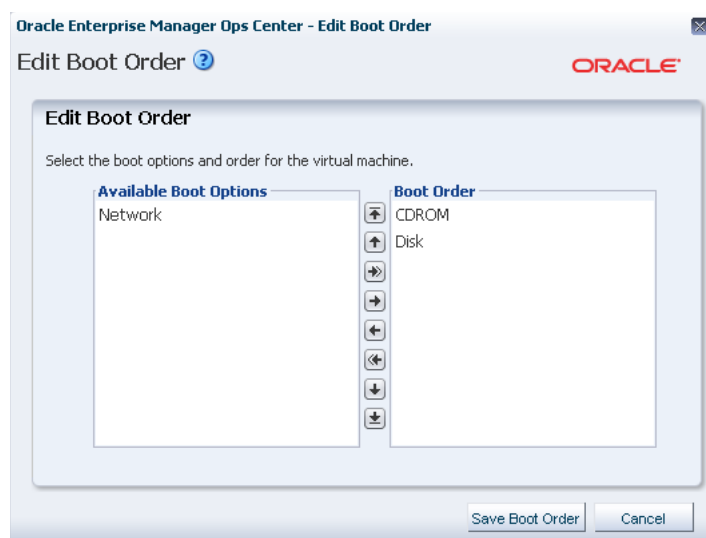 Oracle Enterprise Manager Ops Center - Edit Boot Order
Edit Boot Order
ORACLE
Edit Boot Order
Select the boot options and order for the virtual machine.
Available Boot Options
Network
Boot Order
CDROM
Disk
Save Boot Order
Cancel